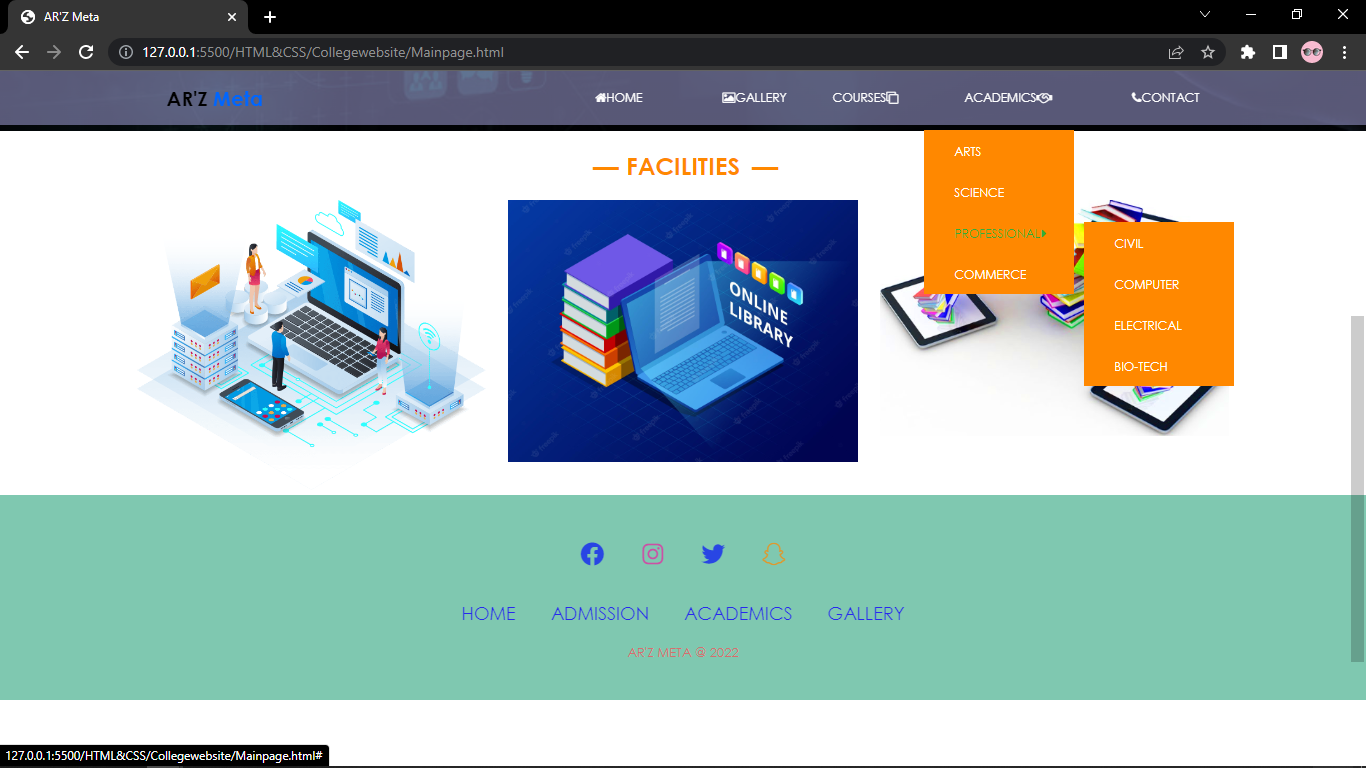 AR'Z Meta
127.0.0.1:5500/HTML&CSS/Collegewebsite/Mainpage.html
AR'Z Meta
HOME
GALLERY
COURSES
ACADEMICS
CONTACT
— FACILITIES —
ARTS
SCIENCE
PROFESSIONAL
COMMERCE
CIVIL
COMPUTER
ELECTRICAL
BIO-TECH
ONLINE
LIBRARY
HOME ADMISSION ACADEMICS GALLERY
AR'Z META @ 2022
127.0.0.1:5500/HTML&CSS/Collegewebsite/Mainpage.html#